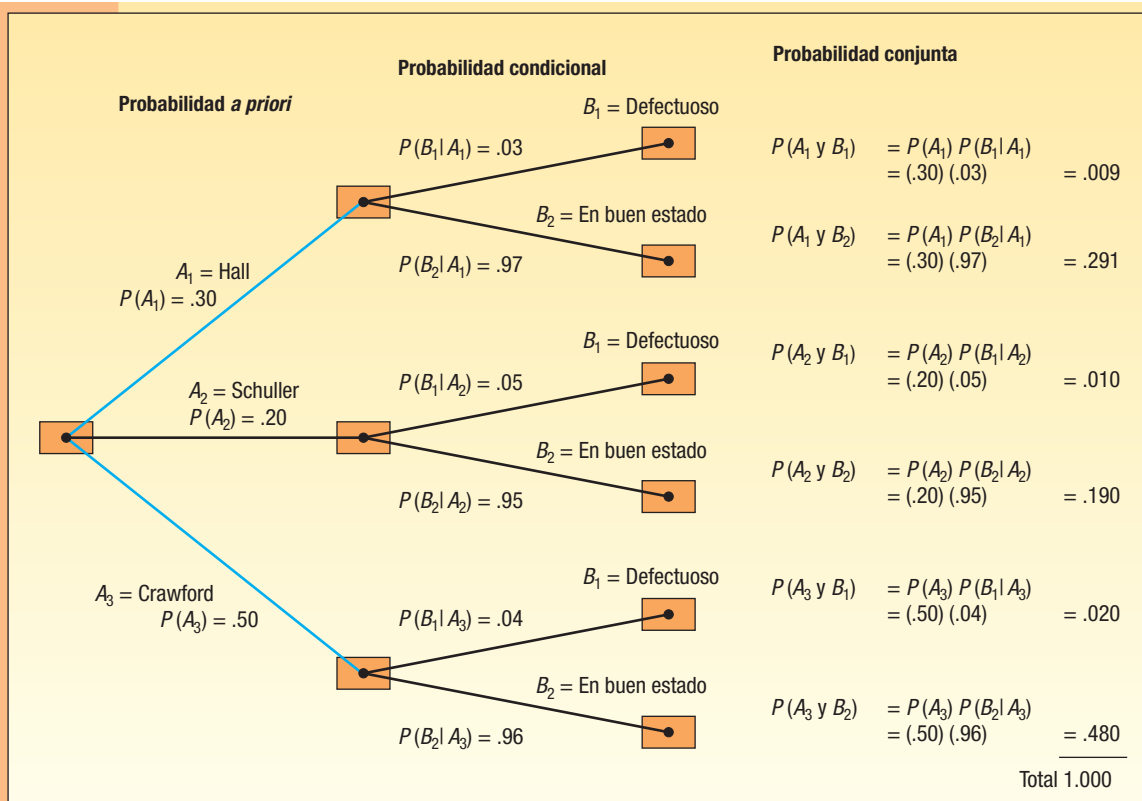 Probabilidad a priori
Probabilidad condicional
Probabilidad conjunta
A₁ = Hall
P(A₁) = .30
P(B₁| A₁) = .03
B₁ = Defectuoso
P(A₁ y B₁) = P(A₁) P(B₁| A₁)
= (.30) (.03) = .009
B₂ = En buen estado
P(B₂| A₁) = .97
P(A₁ y B₂) = P(A₁) P(B₂| A₁)
= (.30) (.97) = .291
A₂ = Schuller
P(A₂) = .20
P(B₁| A₂) = .05
B₁ = Defectuoso
P(A₂ y B₁) = P(A₂) P(B₁| A₂)
= (.20) (.05) = .010
B₂ = En buen estado
P(B₂| A₂) = .95
P(A₂ y B₂) = P(A₂) P(B₂| A₂)
= (.20) (.95) = .190
A₃ = Crawford
P(A₃) = .50
P(B₁| A₃) = .04
B₁ = Defectuoso
P(A₃ y B₁) = P(A₃) P(B₁| A₃)
= (.50) (.04) = .020
B₂ = En buen estado
P(B₂| A₃) = .96
P(A₃ y B₂) = P(A₃) P(B₂| A₃)
= (.50) (.96) = .480
Total 1.000